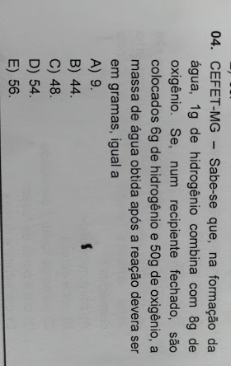 04. CEFET-MG – Sabe-se que, na formação da
água, 1g de hidrogênio combina com 8g de
oxigênio. Se, num recipiente fechado, são
colocados 6g de hidrogênio e 50g de oxigênio, a
massa de água obtida após a reação devera ser
em gramas, igual a
A) 9.
B) 44.
C) 48.
D) 54.
E) 56.